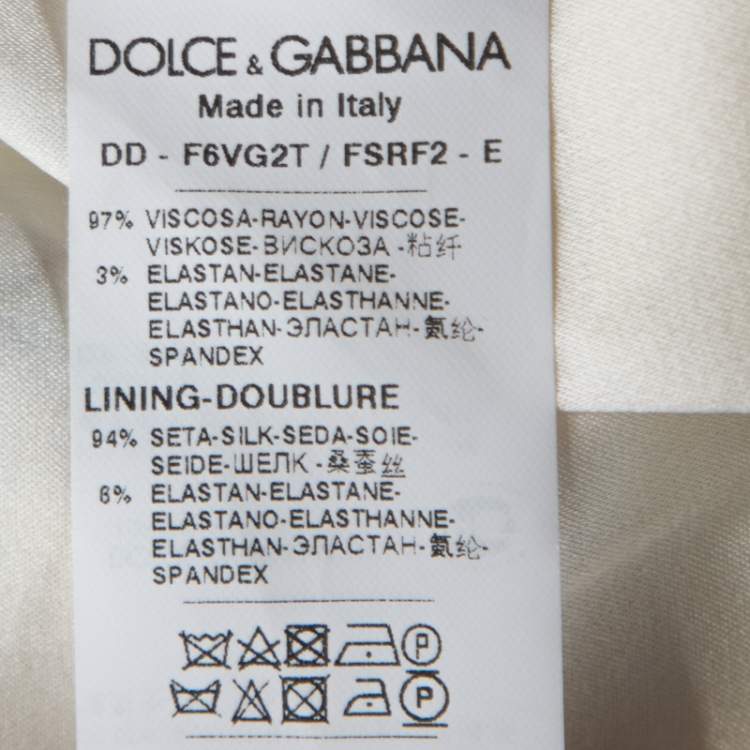 DOLCE & GABBANA
Made in Italy
DD - F6VG2T / FSRF2 - E
97% VISCOSA-RAYON-VISCOSE-
VISKOSE-ВИСКОЗА -粘纤
3% ELASTAN-ELASTANE-
ELASTANO-ELASTHANNE-
ELASTHAN-ЭЛАСТАН-氨纶-
SPANDEX
LINING-DOUBLURE
94% SETA-SILK-SEDA-SOIE-
SEIDE-ШЕЛК -桑蚕丝
6% ELASTAN-ELASTANE-
ELASTANO-ELASTHANNE-
ELASTHAN-ЭЛАСТАН-氨纶-
SPANDEX
P
P